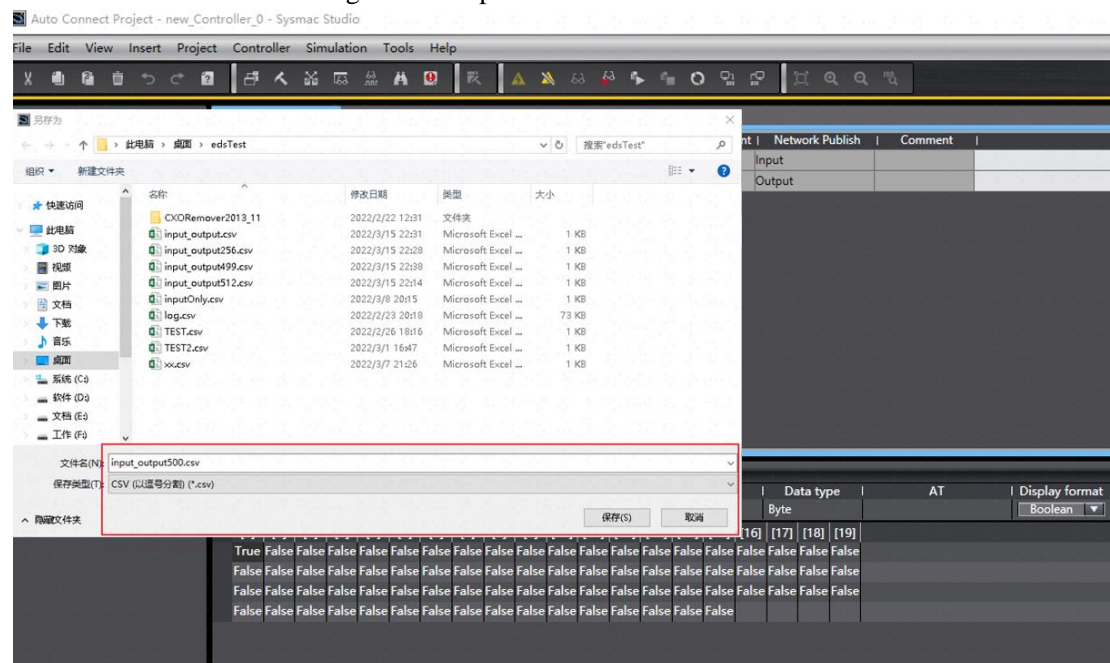 Auto Connect Project - new_Controller_0 - Sysmac Studio
File Edit View Insert Project Controller Simulation Tools Help
另存为
此电脑 › 桌面 › edsTest
搜索"edsTest"
组织 新建文件夹
nt | Network Publish | Comment |
Input
Output
名称 修改日期 类型 大小
快速访问
此电脑
3D 对象
视频
图片
文档
下载
音乐
桌面
系统 (C:)
软件 (D:)
文档 (E:)
工作 (F:)
CXORemover2013_11 2022/2/22 12:31 文件夹
input_output.csv 2022/3/15 22:31 Microsoft Excel ... 1 KB
input_output256.csv 2022/3/15 22:28 Microsoft Excel ... 1 KB
input_output499.csv 2022/3/15 22:38 Microsoft Excel ... 1 KB
input_output512.csv 2022/3/15 22:14 Microsoft Excel ... 1 KB
inputOnly.csv 2022/3/8 20:15 Microsoft Excel ... 1 KB
log.csv 2022/2/23 20:18 Microsoft Excel ... 73 KB
TEST.csv 2022/2/26 18:16 Microsoft Excel ... 1 KB
TEST2.csv 2022/3/1 16:47 Microsoft Excel ... 1 KB
xx.csv 2022/3/7 21:26 Microsoft Excel ... 1 KB
文件名(N): input_output500.csv
保存类型(T): CSV (以逗号分割) (*.csv)
隐藏文件夹 保存(S) 取消
| Data type | AT | Display format
Byte Boolean
[16] [17] [18] [19]
True False False False False False False False False False False False False False False False False False False False
False False False False False False False False False False False False False False False False False False False False
False False False False False False False False False False False False False False False False False False False False
False False False False False False False False False False False False False False False False